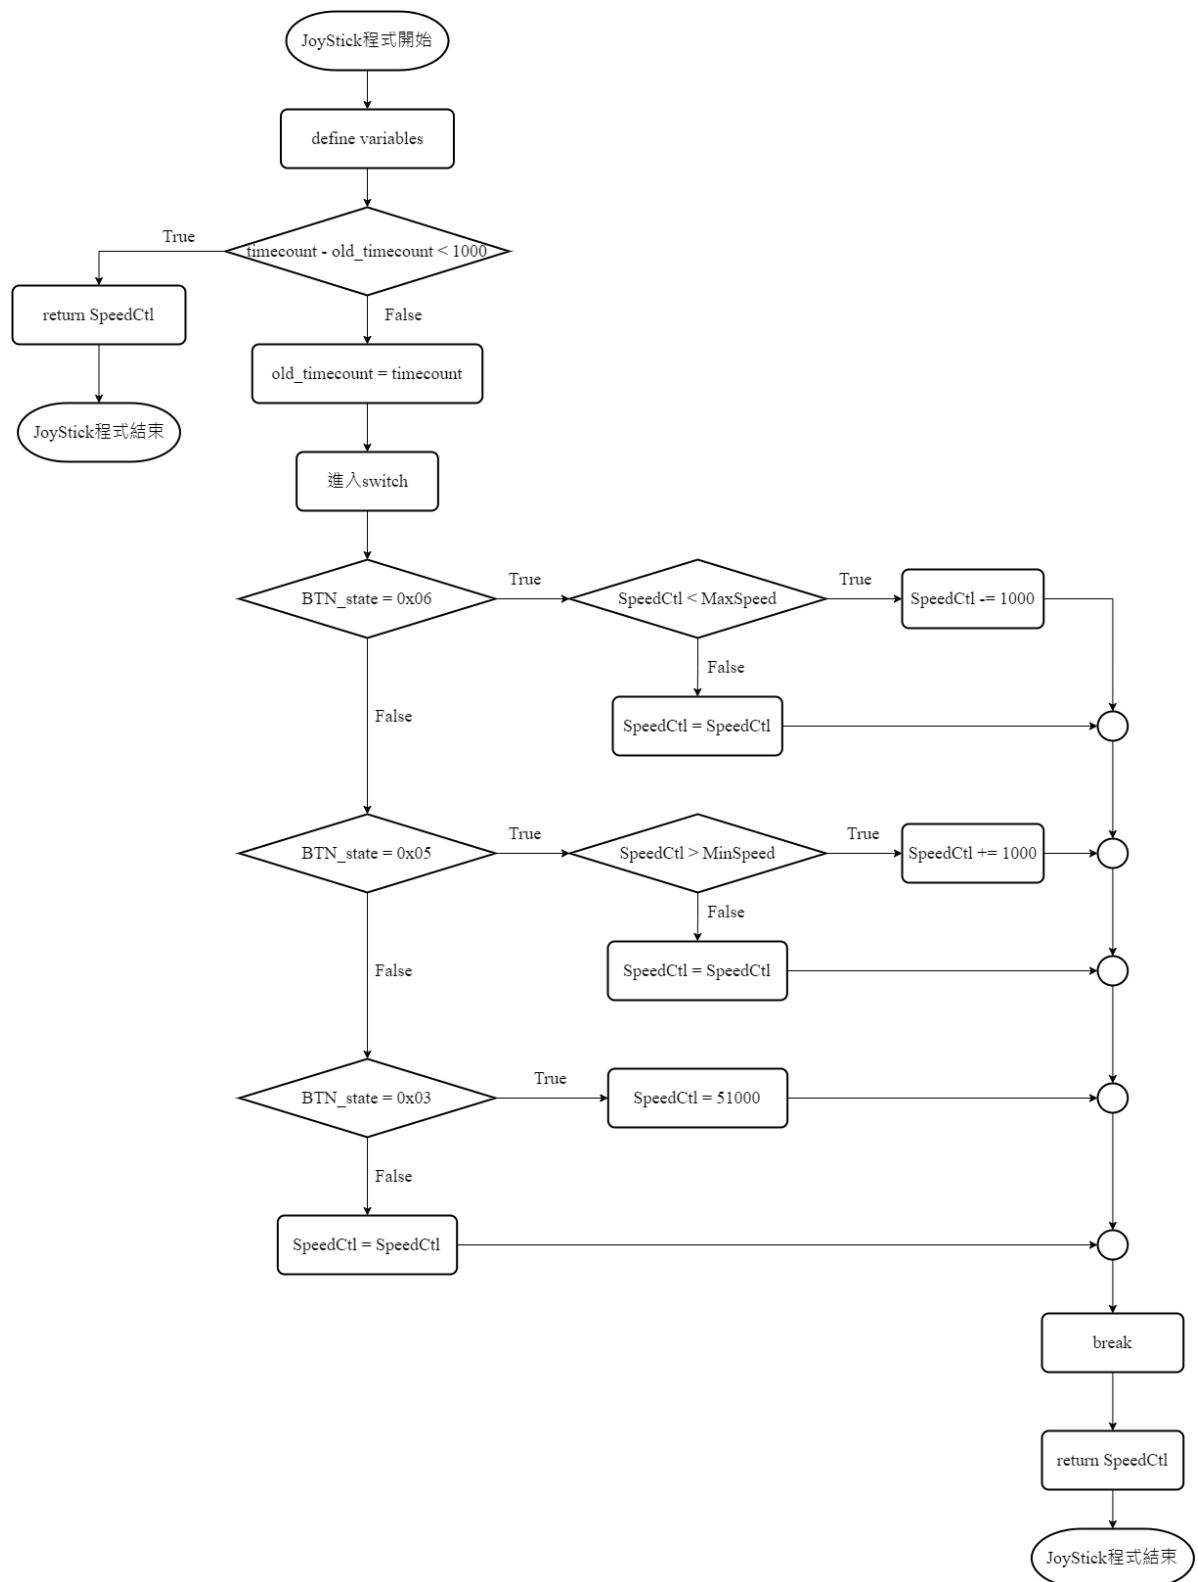 JoyStick程式開始
define variables
True
timecount - old_timecount < 1000
return SpeedCtl
False
old_timecount = timecount
JoyStick程式結束
進入switch
BTN_state = 0x06
True
SpeedCtl < MaxSpeed
True
SpeedCtl -= 1000
False
SpeedCtl = SpeedCtl
False
BTN_state = 0x05
True
SpeedCtl > MinSpeed
True
SpeedCtl += 1000
False
SpeedCtl = SpeedCtl
False
BTN_state = 0x03
True
SpeedCtl = 51000
False
SpeedCtl = SpeedCtl
break
return SpeedCtl
JoyStick程式結束